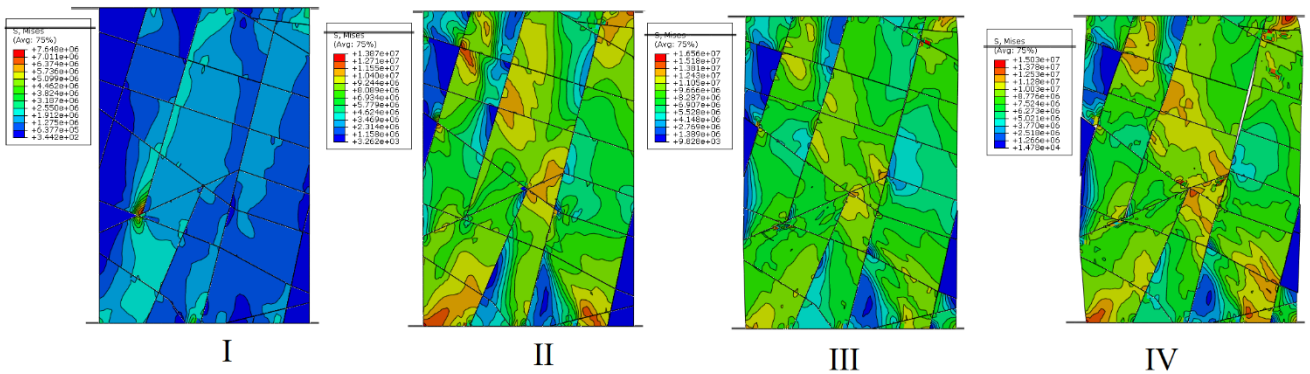 S, Mises
(Avg: 75%)
+7.648e+06
+7.011e+06
+6.374e+06
+5.736e+06
+5.099e+06
+4.462e+06
+3.824e+06
+3.187e+06
+2.550e+06
+1.912e+06
+1.275e+06
+6.377e+05
+3.442e+02
I
S, Mises
(Avg: 75%)
+1.387e+07
+1.271e+07
+1.155e+07
+1.040e+07
+9.244e+06
+8.089e+06
+6.934e+06
+5.779e+06
+4.624e+06
+3.469e+06
+2.314e+06
+1.158e+06
+3.262e+03
II
S, Mises
(Avg: 75%)
+1.656e+07
+1.518e+07
+1.381e+07
+1.243e+07
+1.105e+07
+9.666e+06
+8.287e+06
+6.907e+06
+5.528e+06
+4.148e+06
+2.769e+06
+1.389e+06
+9.828e+03
III
S, Mises
(Avg: 75%)
+1.503e+07
+1.378e+07
+1.253e+07
+1.128e+07
+1.003e+07
+8.776e+06
+7.524e+06
+6.273e+06
+5.021e+06
+3.770e+06
+2.518e+06
+1.266e+06
+1.478e+04
IV